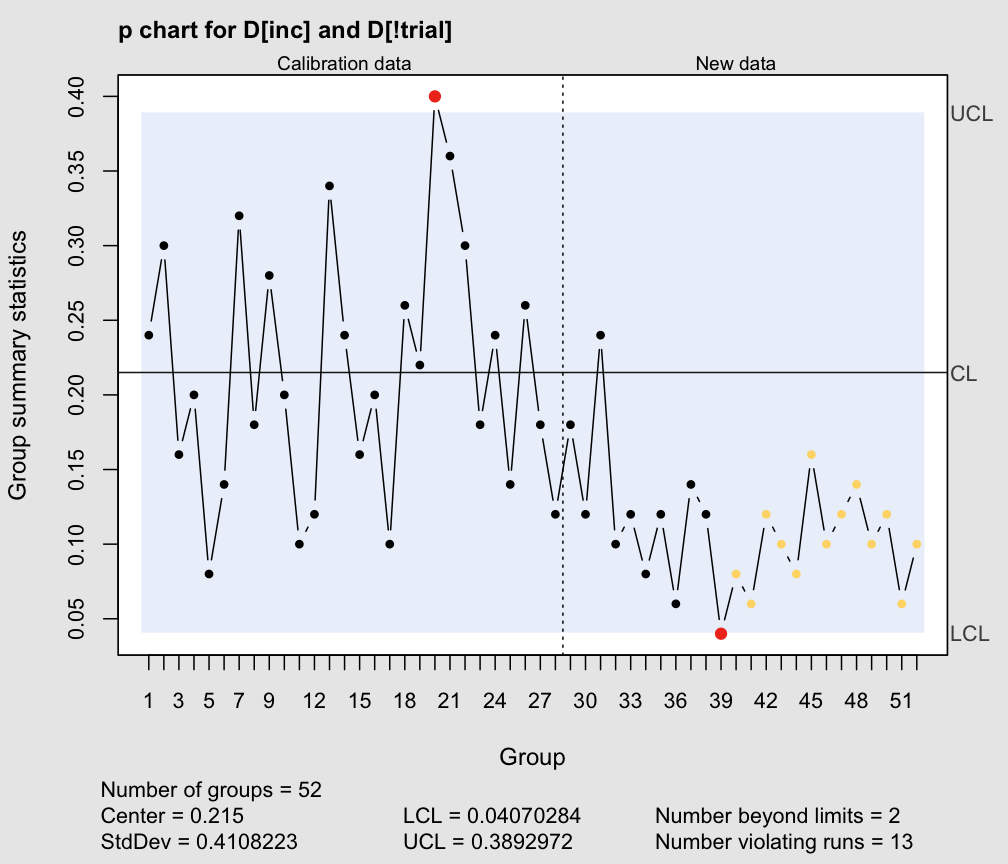 p chart for D[inc] and D[!trial]
Calibration data New data
0.40
0.35
0.30
0.25
0.20
0.15
0.10
0.05
Group summary statistics
UCL
CL
LCL
1 3 5 7 9 12 15 18 21 24 27 30 33 36 39 42 45 48 51
Group
Number of groups = 52
Center = 0.215 LCL = 0.04070284 Number beyond limits = 2
StdDev = 0.4108223 UCL = 0.3892972 Number violating runs = 13